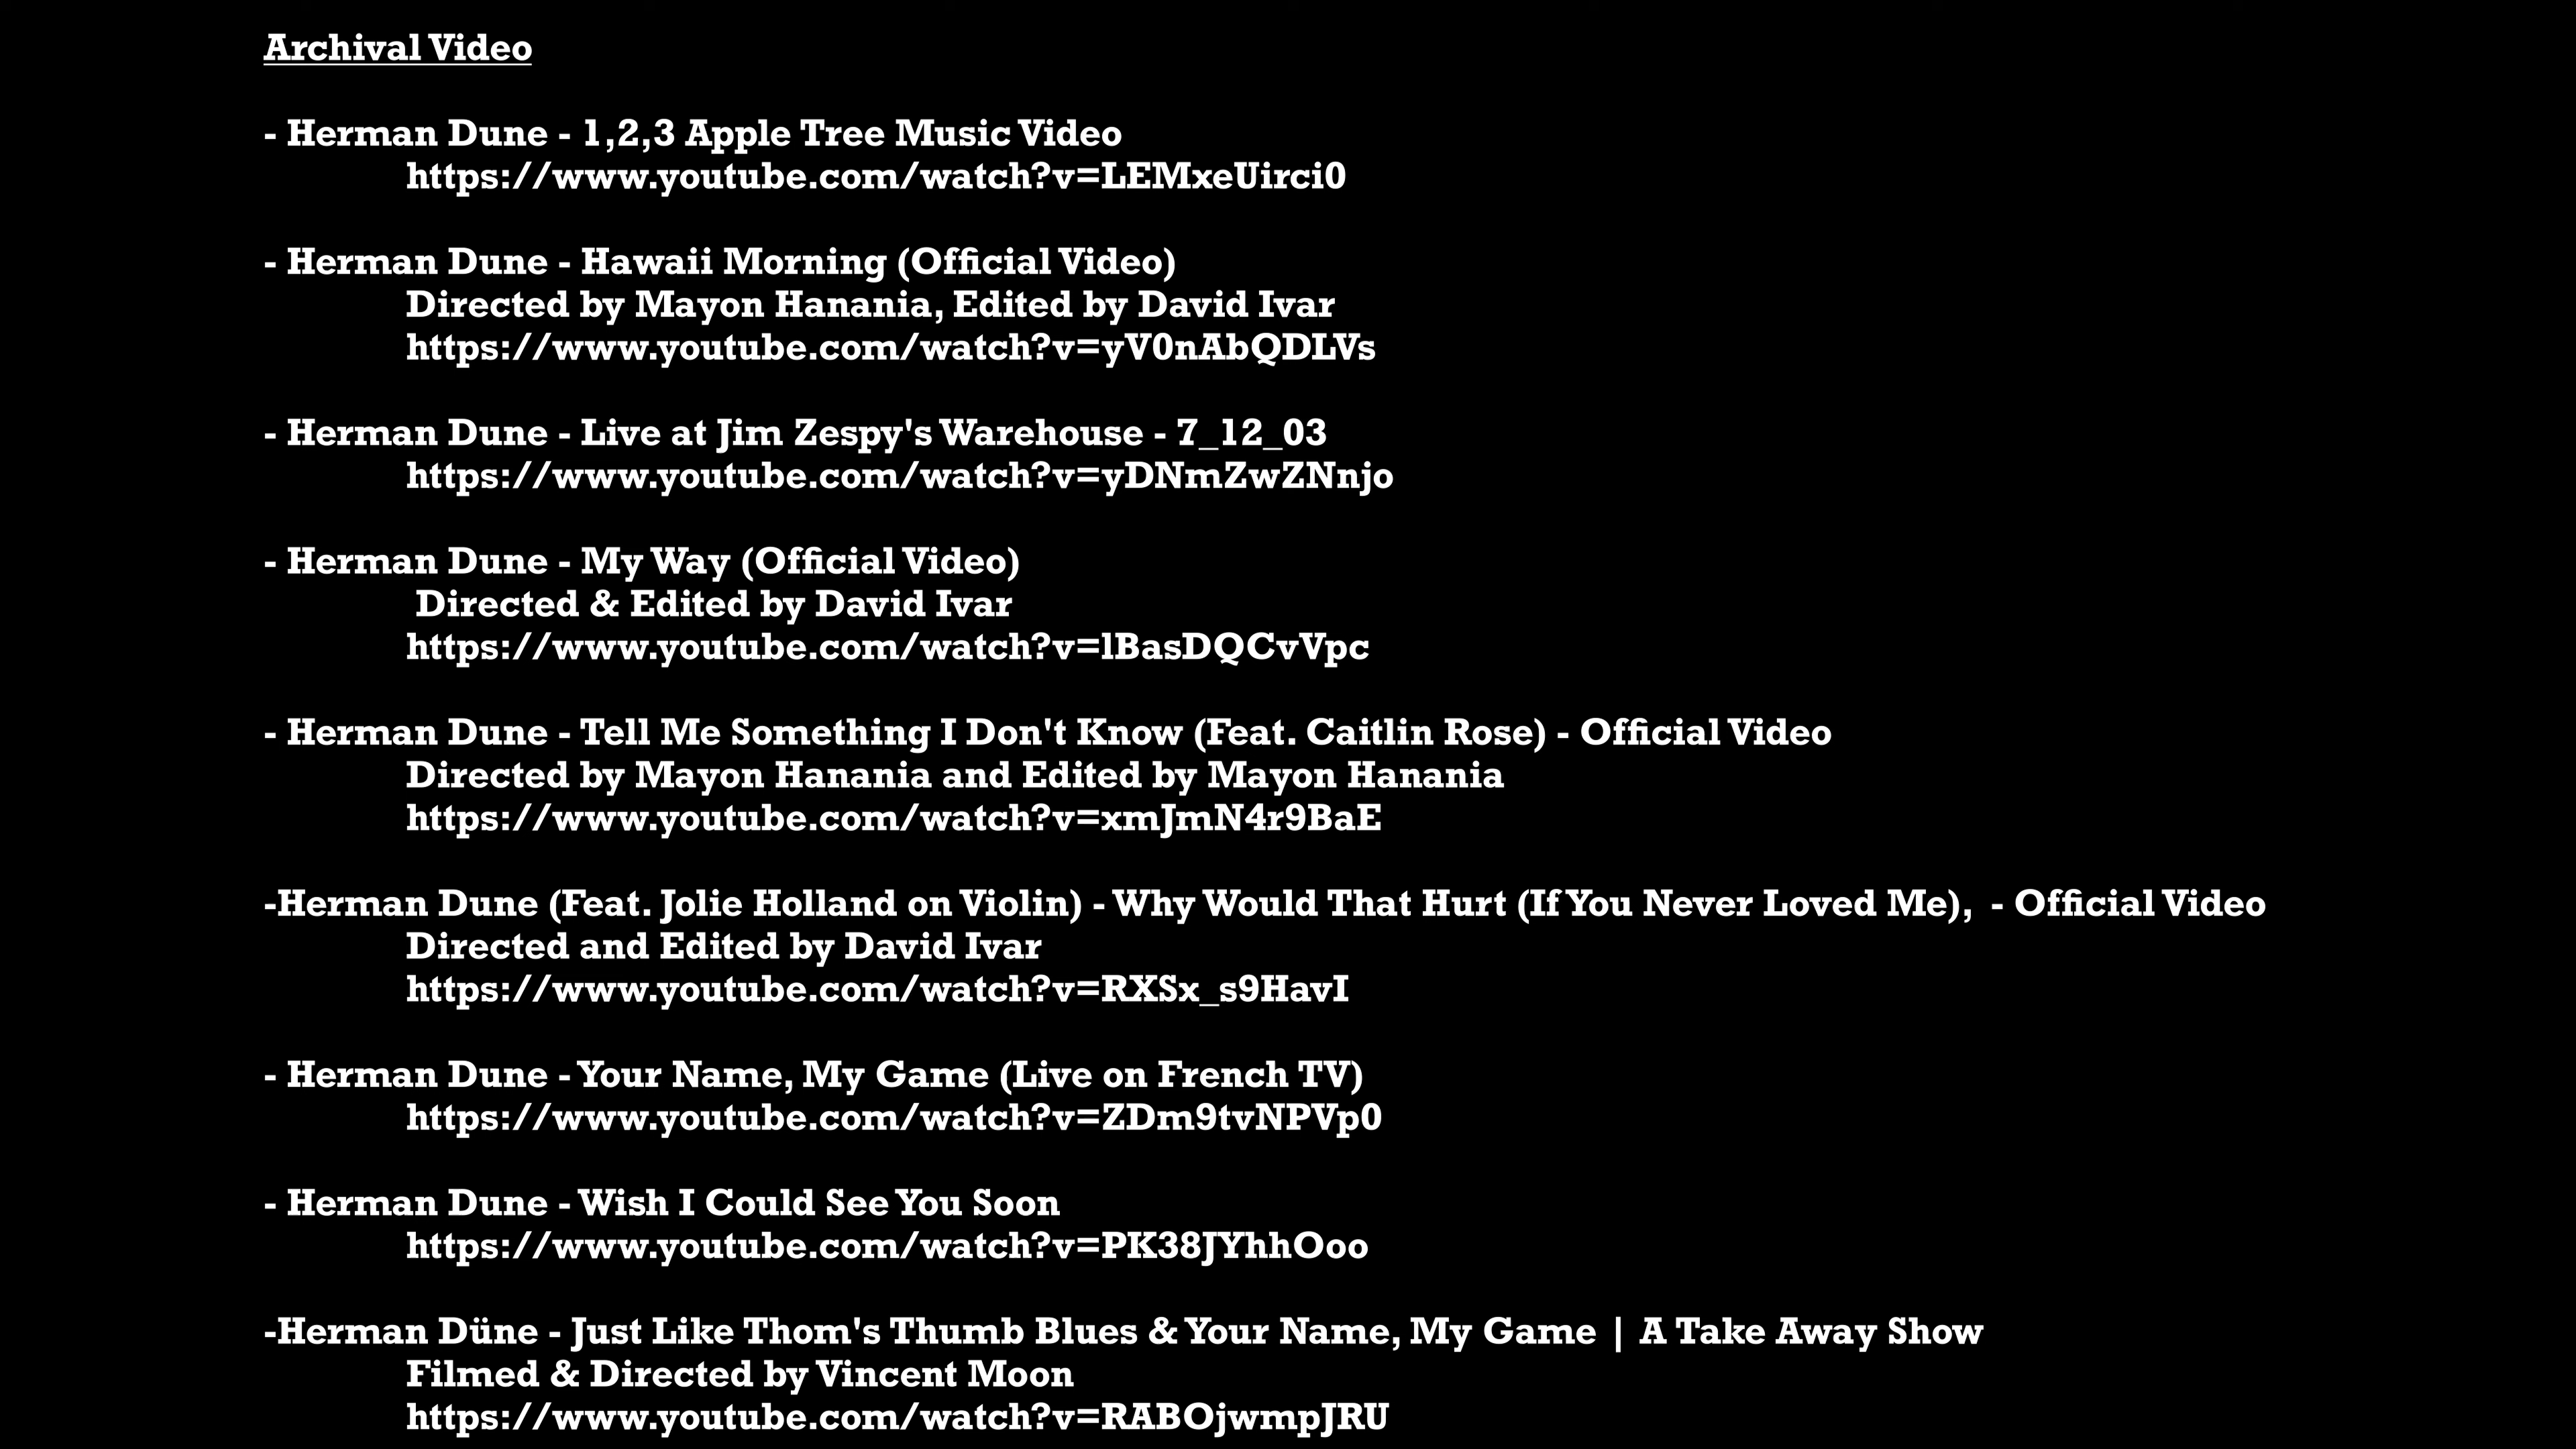 Archival Video
- Herman Dune - 1,2,3 Apple Tree Music Video
https://www.youtube.com/watch?v=LEMxeUirci0
- Herman Dune - Hawaii Morning (Official Video)
Directed by Mayon Hanania, Edited by David Ivar
https://www.youtube.com/watch?v=yV0nAbQDLVs
- Herman Dune - Live at Jim Zespy's Warehouse - 7_12_03
https://www.youtube.com/watch?v=yDNmZwZNnjo
- Herman Dune - My Way (Official Video)
Directed & Edited by David Ivar
https://www.youtube.com/watch?v=lBasDQCvVpc
- Herman Dune - Tell Me Something I Don't Know (Feat. Caitlin Rose) - Official Video
Directed by Mayon Hanania and Edited by Mayon Hanania
https://www.youtube.com/watch?v=xmJmN4r9BaE
-Herman Dune (Feat. Jolie Holland on Violin) - Why Would That Hurt (If You Never Loved Me),  - Official Video
Directed and Edited by David Ivar
https://www.youtube.com/watch?v=RXSx_s9HavI
- Herman Dune - Your Name, My Game (Live on French TV)
https://www.youtube.com/watch?v=ZDm9tvNPVp0
- Herman Dune - Wish I Could See You Soon
https://www.youtube.com/watch?v=PK38JYhhOoo
-Herman Düne - Just Like Thom's Thumb Blues & Your Name, My Game | A Take Away Show
Filmed & Directed by Vincent Moon
https://www.youtube.com/watch?v=RABOjwmpJRU